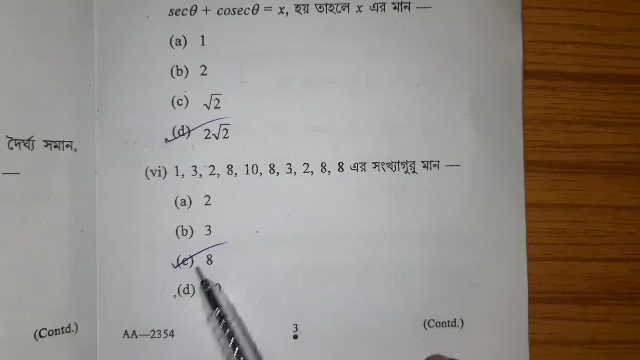 secθ + cosecθ = x, হয় তাহলে x এর মান —
(a) 1
(b) 2
(c) √2
(d) 2√2
দৈর্ঘ্য সমান,
—
(vi) 1, 3, 2, 8, 10, 8, 3, 2, 8, 8 এর সংখ্যাগুরু মান —
(a) 2
(b) 3
(c) 8
(d)
(Contd.)
AA—2354
3
(Contd.)